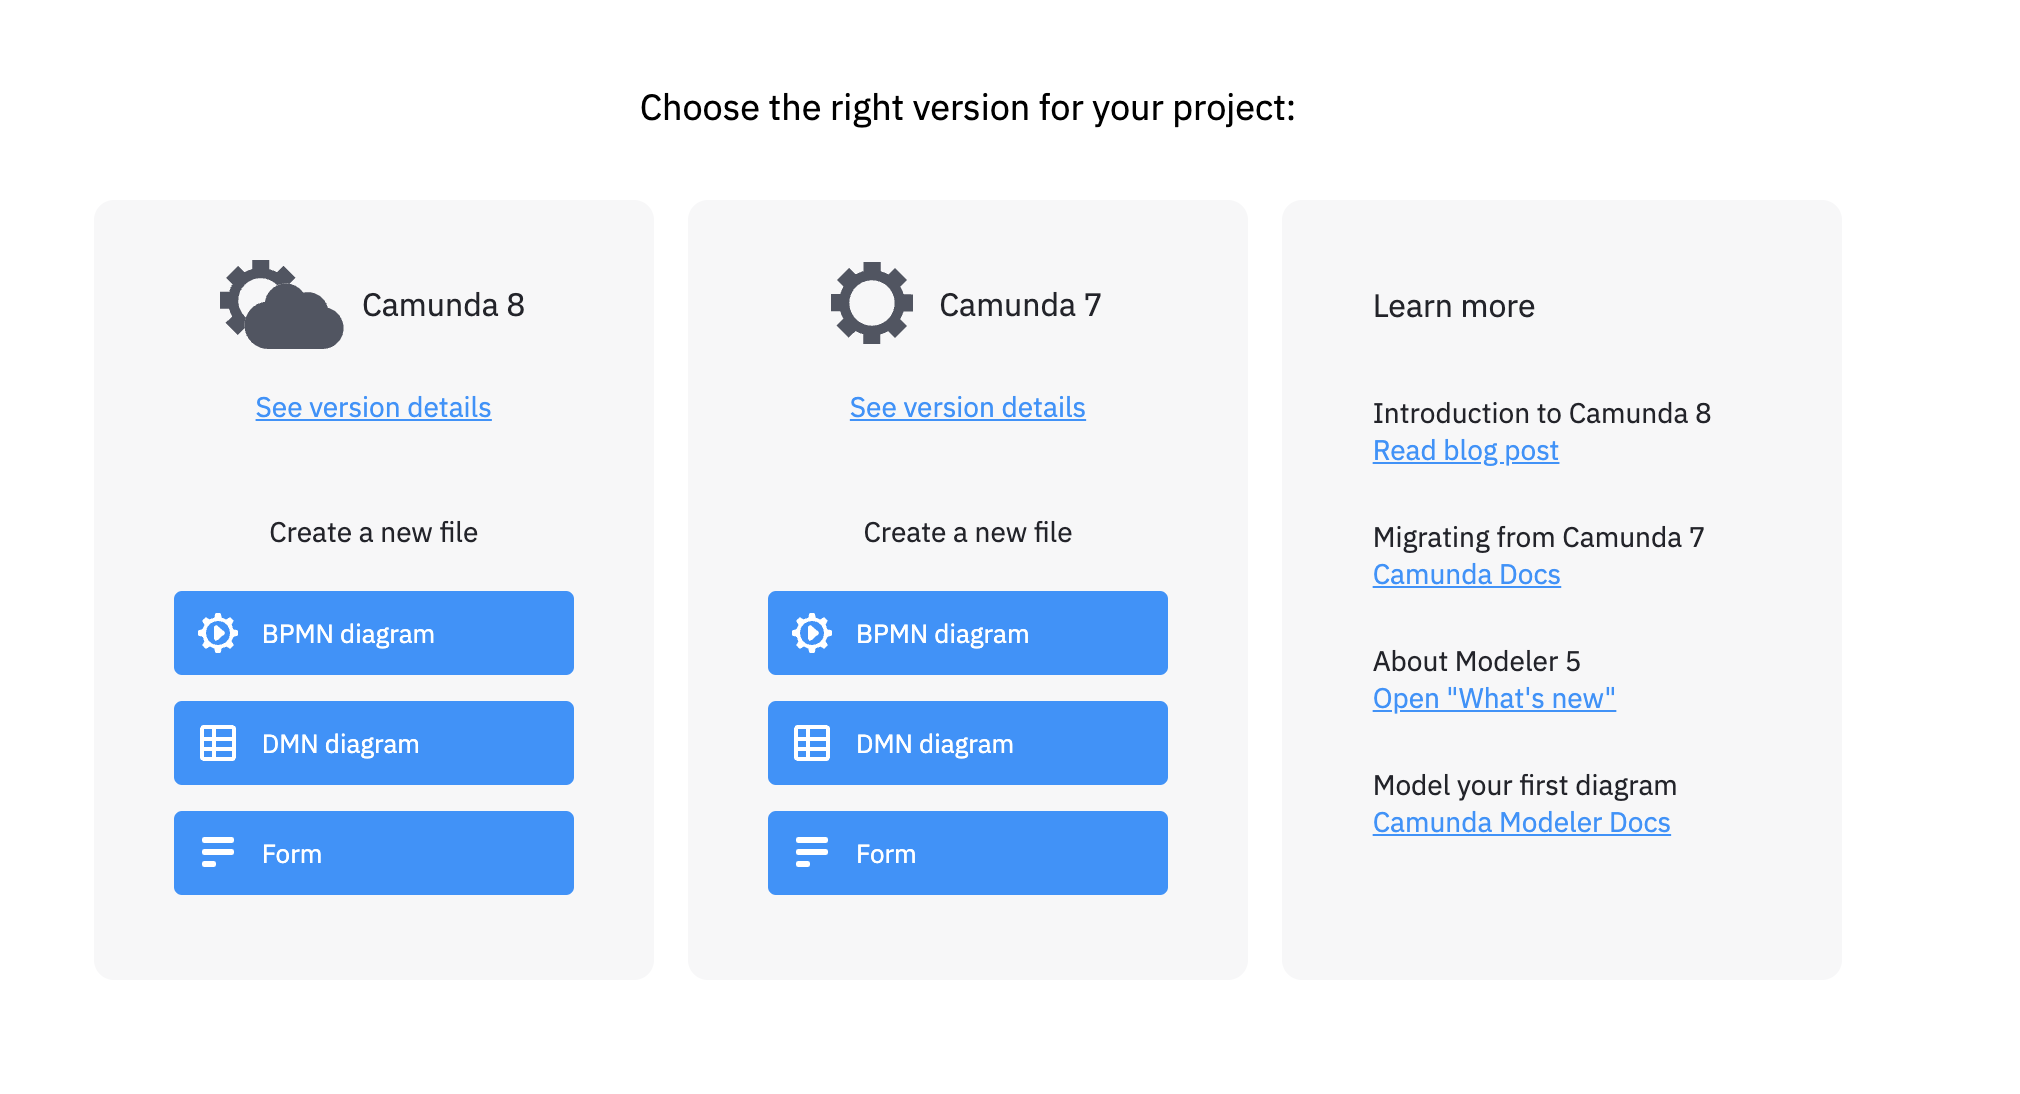 Choose the right version for your project:
Camunda 8
See version details
Create a new file
BPMN diagram
DMN diagram
Form
Camunda 7
See version details
Create a new file
BPMN diagram
DMN diagram
Form
Learn more
Introduction to Camunda 8
Read blog post
Migrating from Camunda 7
Camunda Docs
About Modeler 5
Open "What's new"
Model your first diagram
Camunda Modeler Docs